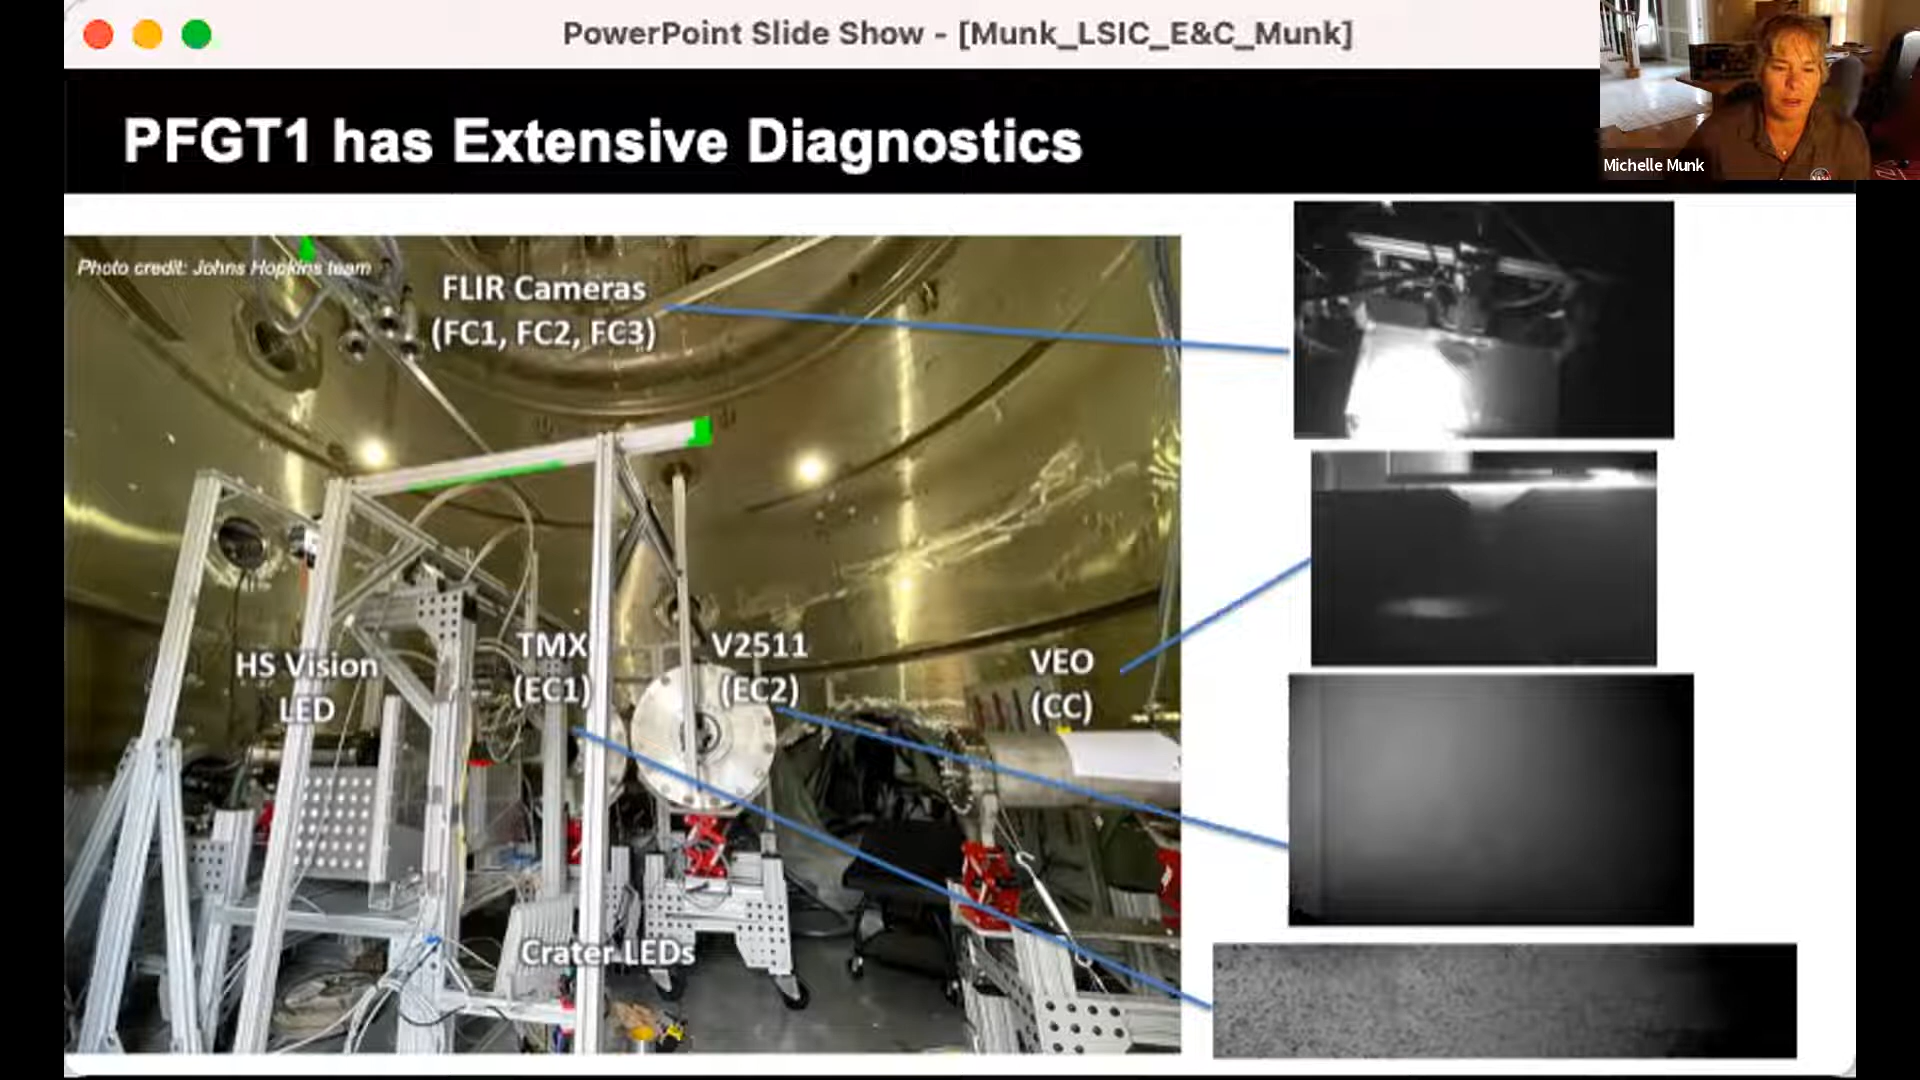 PowerPoint Slide Show - [Munk_LSIC_E&C_Munk]
Michelle Munk
PFGT1 has Extensive Diagnostics
Photo credit: Johns Hopkins team
FLIR Cameras
(FC1, FC2, FC3)
HS Vision
LED
TMX
(EC1)
V2511
(EC2)
VEO
(CC)
Crater LEDs